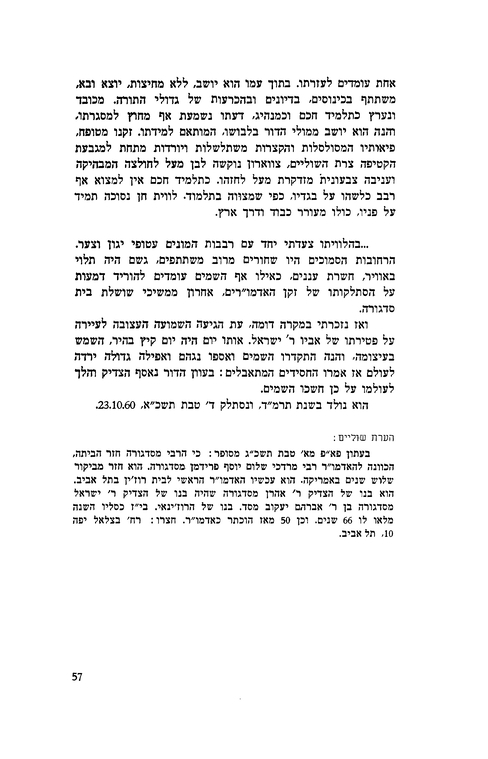 אחת עומדים לעזרתו. בתוך עמו הוא יושב, ללא מחיצות, יוצא ובא,
משתתף בכינוסים, בדיונים ובהכרעות של גדולי התורה. מכובד
ונערץ כתלמיד חכם וכמנהיג, דעתו נשמעת אף מחוץ למסגרתו,
והנה הוא יושב ממולי הדור בלבושו, המותאם למידתו. זקנו מטופח,
פיאותיו המסולסלות והקצרות משתלשלות ויורדות מתחת למגבעת
הקטיפה צרת השוליים, צווארון נוקשה לבן מעל לחולצה המבהיקה
ועניבה צבעונית מזדקרת מעל לחזהו. כתלמיד חכם אין למצוא אף
רבב כלשהו על בגדיו, כפי שמצווה בתלמוד. לווית חן נסוכה תמיד
על פניו, כולו מעורר כבוד ודרך ארץ.
...בהלוויתו צעדתי יחד עם רבבות המונים עטופי יגון וצער.
הרחובות הסמוכים היו שחורים מרוב משתתפים, גשם היה תלוי
באוויר, חשרת עננים, כאילו אף השמים עומדים להוריד דמעות
על הסתלקותו של זקן האדמו״רים, אחרון ממשיכי שושלת בית
סדגורה.
ואז נזכרתי במקרה דומה, עת הגיעה השמועה העצובה לעיירה
על פטירתו של אביו ר׳ ישראל. אותו יום היה יום קיץ בהיר, השמש
בעיצומה, והנה התקדרו השמים ואספו נגהם ואפילה גדולה ירדה
לעולם אז אמרו החסידים המתאבלים : בעוון הדור נאסף הצדיק והלך
לעולמו על כן חשכו השמים.
הוא נולד בשנת תרמ״ד, ונסתלק ד׳ טבת תשכ״א, 23.10.60.
הערת שוליים :
בעתון פא״פ מא׳ טבת תשכ״ג מסופר : כי הרבי מסדגורה חזר הביתה,
הכוונה להאדמו״ר רבי מרדכי שלום יוסף פרידמן מסדגורה. הוא חזר מביקור
שלוש שנים באמריקה. הוא עכשיו האדמו״ר הראשי לבית רוז׳ין בתל אביב.
הוא בנו של הצדיק ר׳ אהרן מסדגורה שהיה בנו של הצדיק ר׳ ישראל
מסדגורה בן ר׳ אברהם יעקוב מסד. בנו של הרוז׳ינאי. בי״ז כסליו השנה
מלאו לו 66 שנים. וכן 50 מאז הוכתר כאדמו״ר. חצרו : רח׳ בצלאל יפה
10, תל אביב.
57